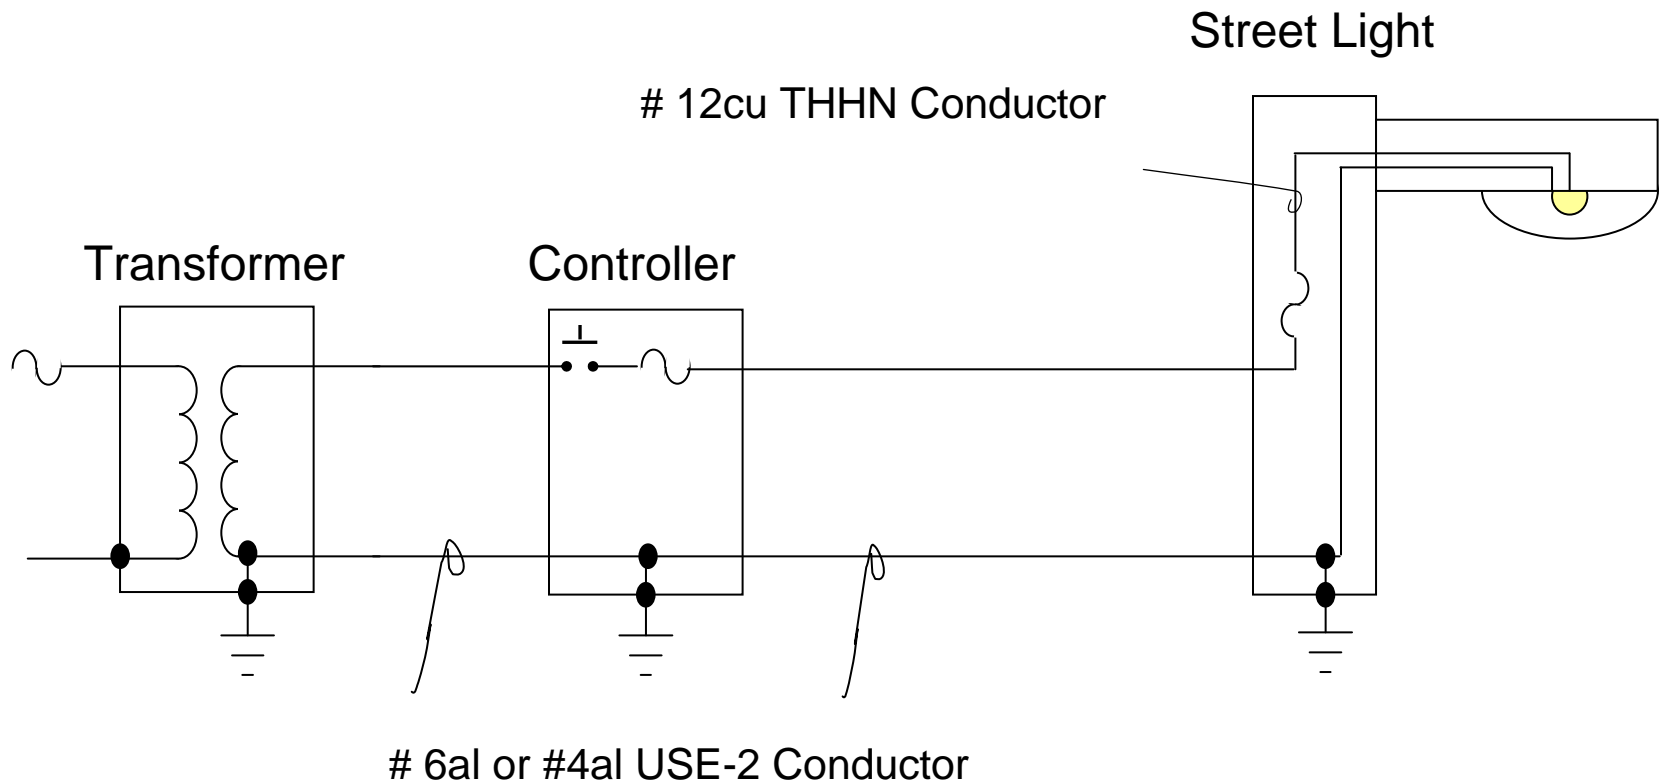 Street Light
# 12cu THHN Conductor
Transformer
Controller
# 6al or #4al USE-2 Conductor